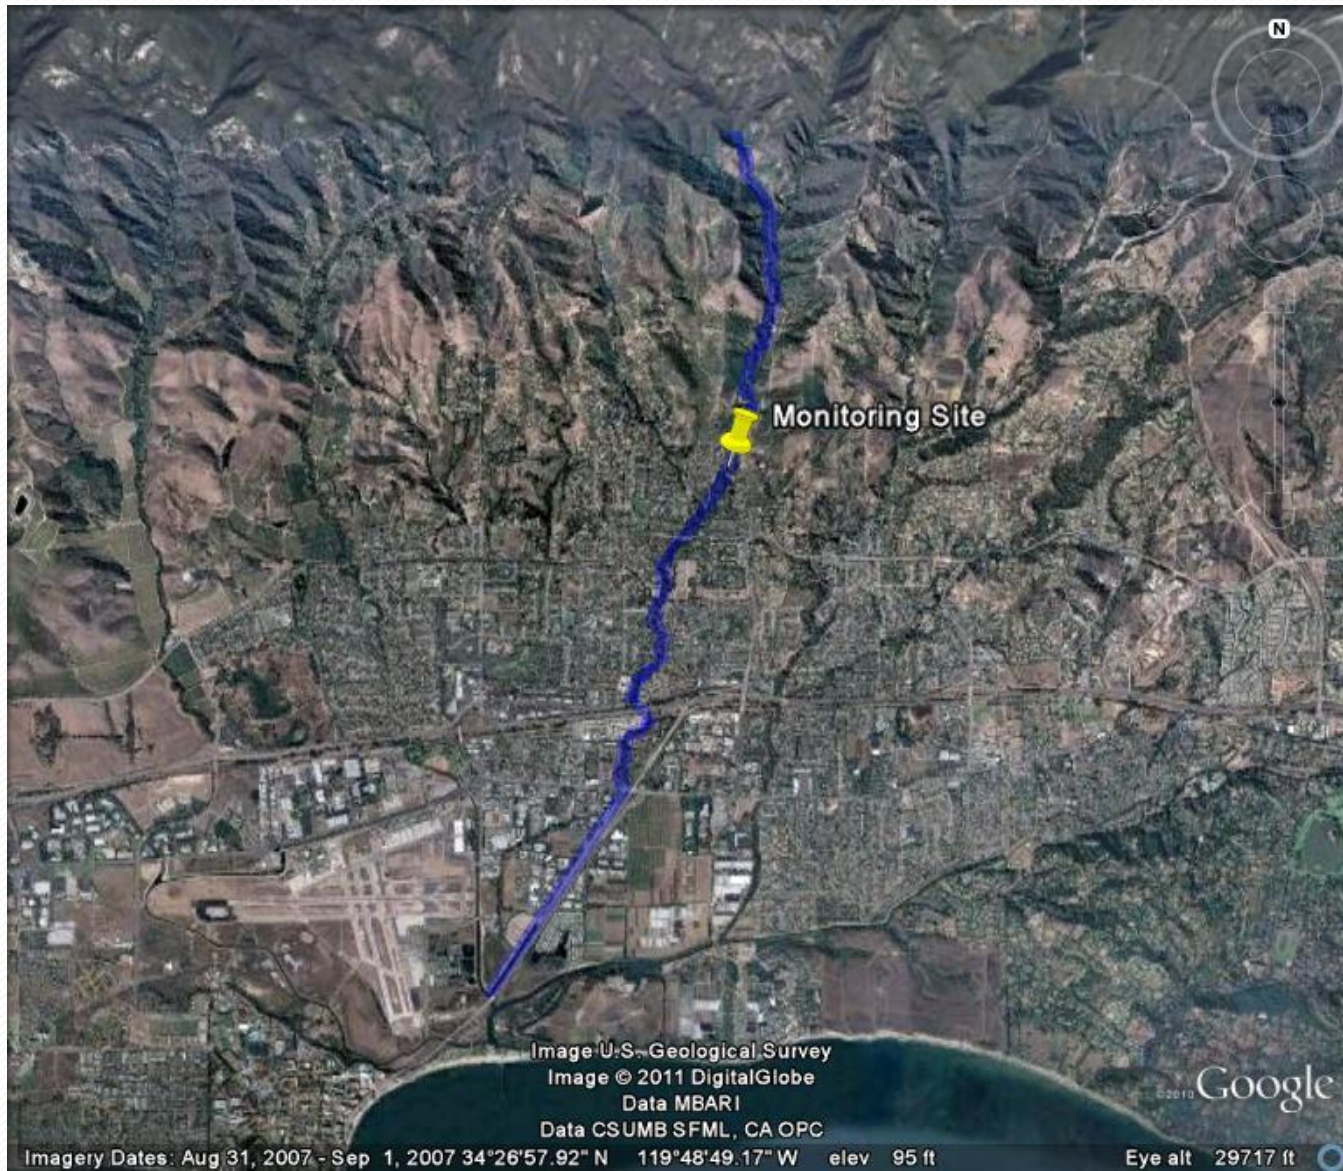 N
Monitoring Site
Image U.S. Geological Survey
Image © 2011 DigitalGlobe
Data MBARI
Data CSUMB SFML, CA OPC
©2010 Google
Imagery Dates: Aug 31, 2007 - Sep 1, 2007 34°26'57.92" N 119°48'49.17" W elev 95 ft Eye alt 29717 ft